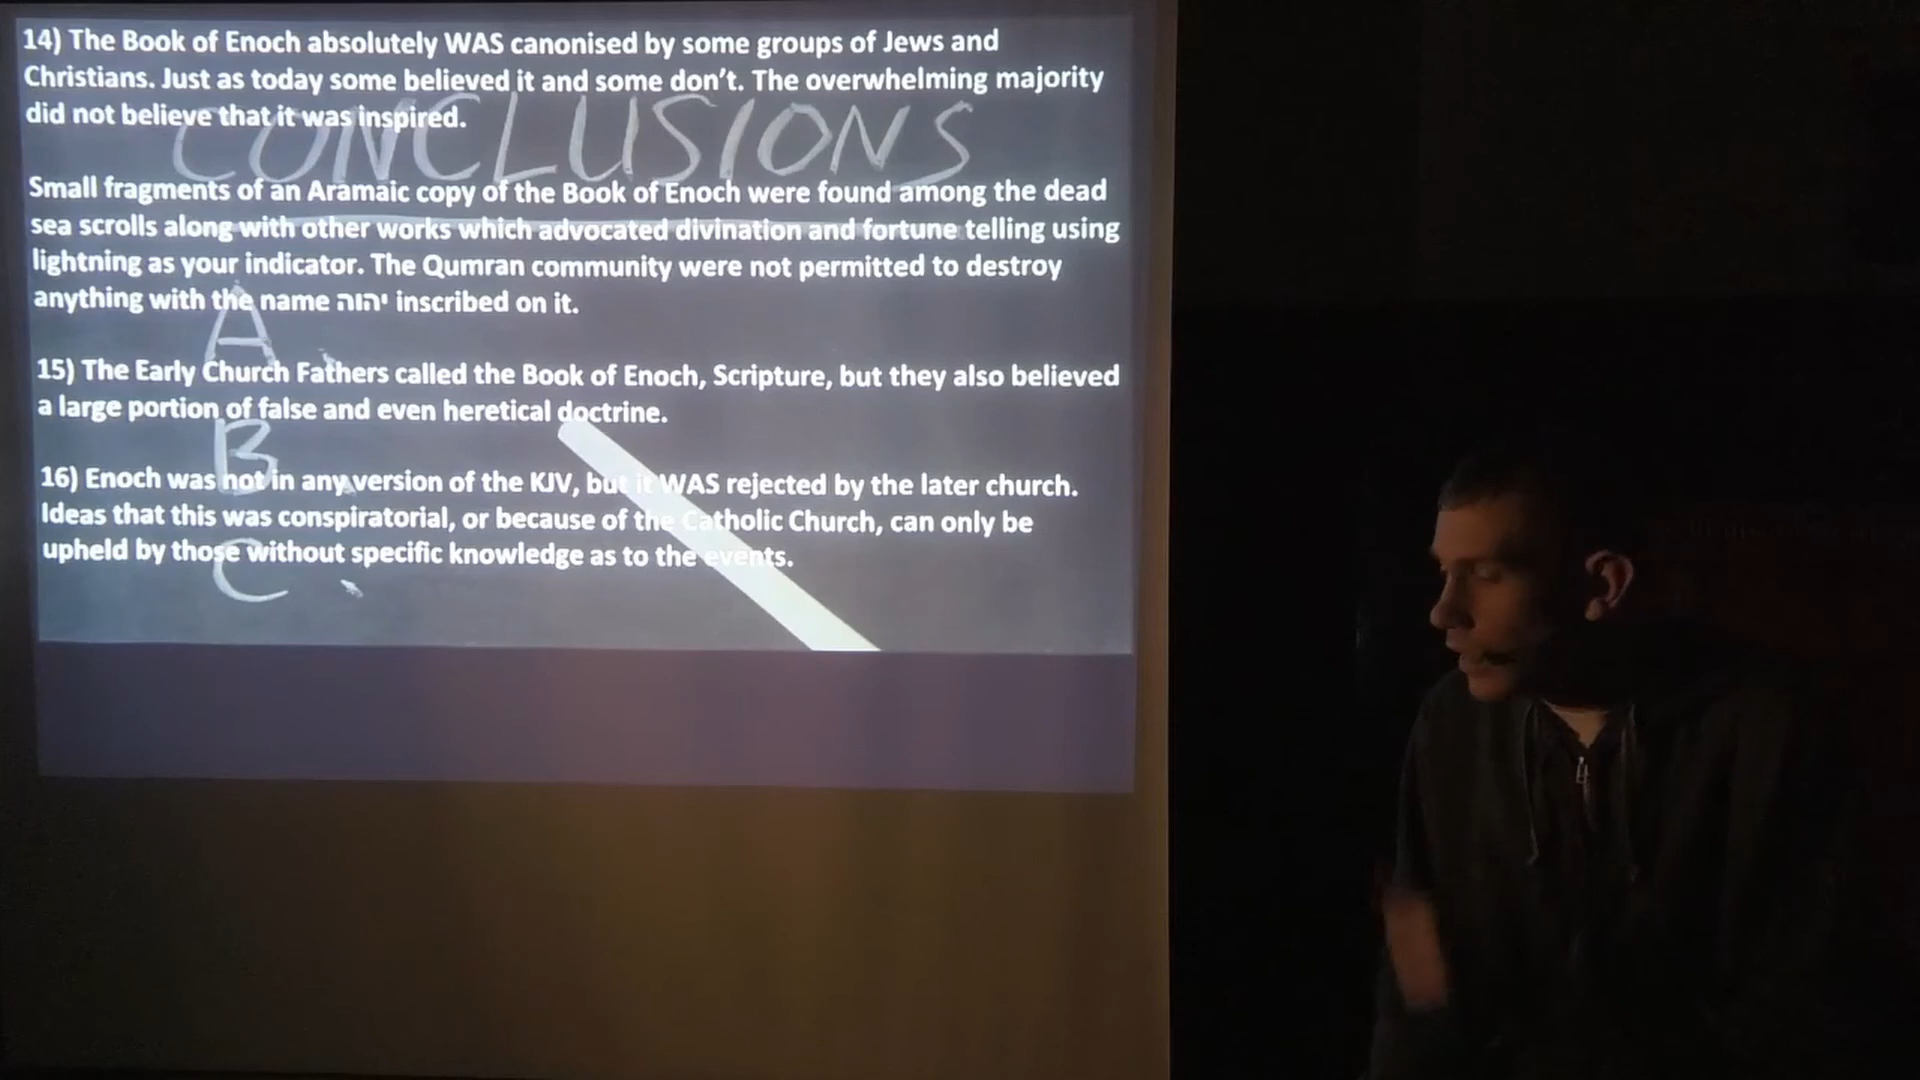 14) The Book of Enoch absolutely WAS canonised by some groups of Jews and
Christians. Just as today some believed it and some don't. The overwhelming majority
did not believe that it was inspired.
CONCLUSIONS
Small fragments of an Aramaic copy of the Book of Enoch were found among the dead
sea scrolls along with other works which advocated divination and fortune telling using
lightning as your indicator. The Qumran community were not permitted to destroy
anything with the name יהוה inscribed on it.
A
15) The Early Church Fathers called the Book of Enoch, Scripture, but they also believed
a large portion of false and even heretical doctrine.
B
16) Enoch was not in any version of the KJV, but it WAS rejected by the later church.
Ideas that this was conspiratorial, or because of the Catholic Church, can only be
upheld by those without specific knowledge as to the events.
C